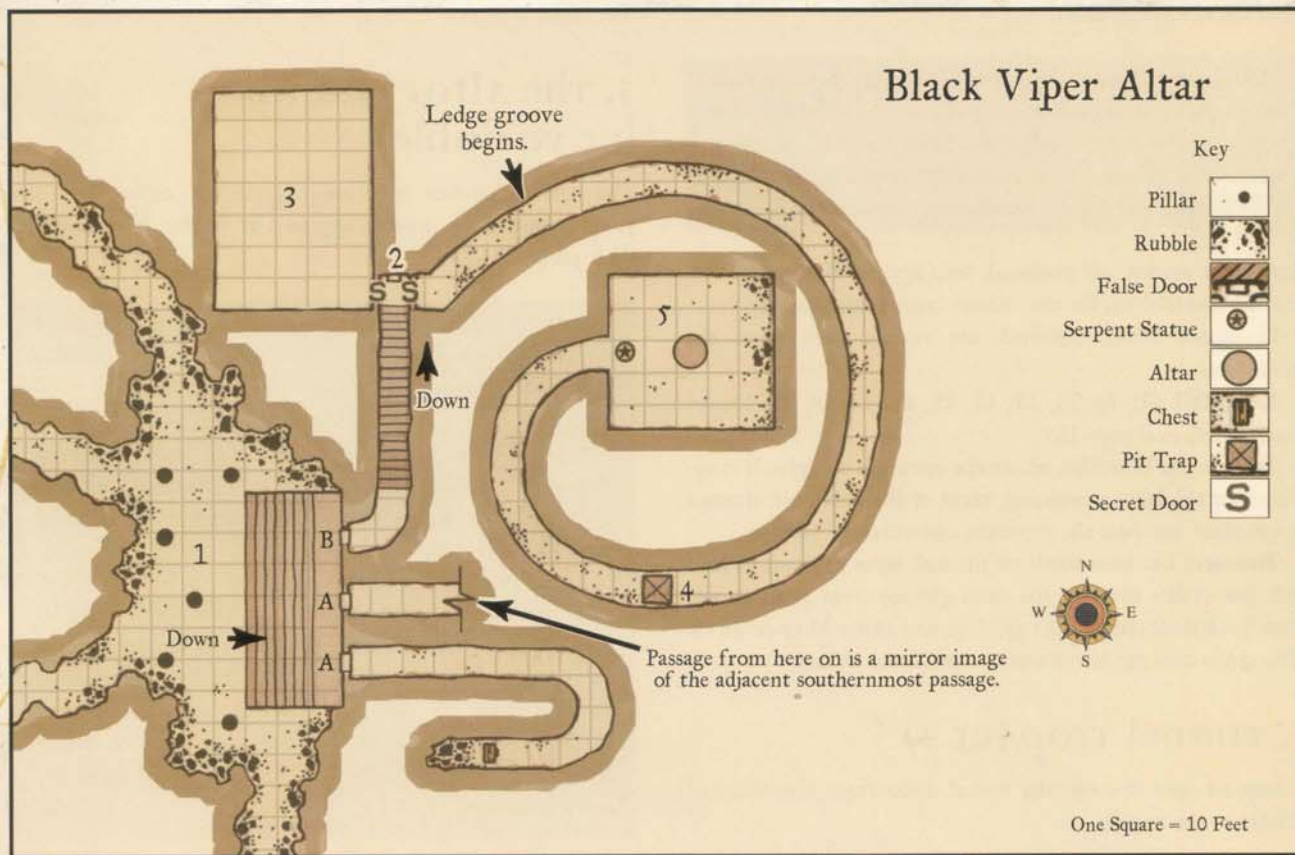 Black Viper Altar
Key
Pillar
Rubble
False Door
Serpent Statue
Altar
Chest
Pit Trap
S Secret Door
Ledge groove
begins.
3
2
S S
5
Down
1
B
A
A
4
Down
N
W E
S
Passage from here on is a mirror image
of the adjacent southernmost passage.
One Square = 10 Feet